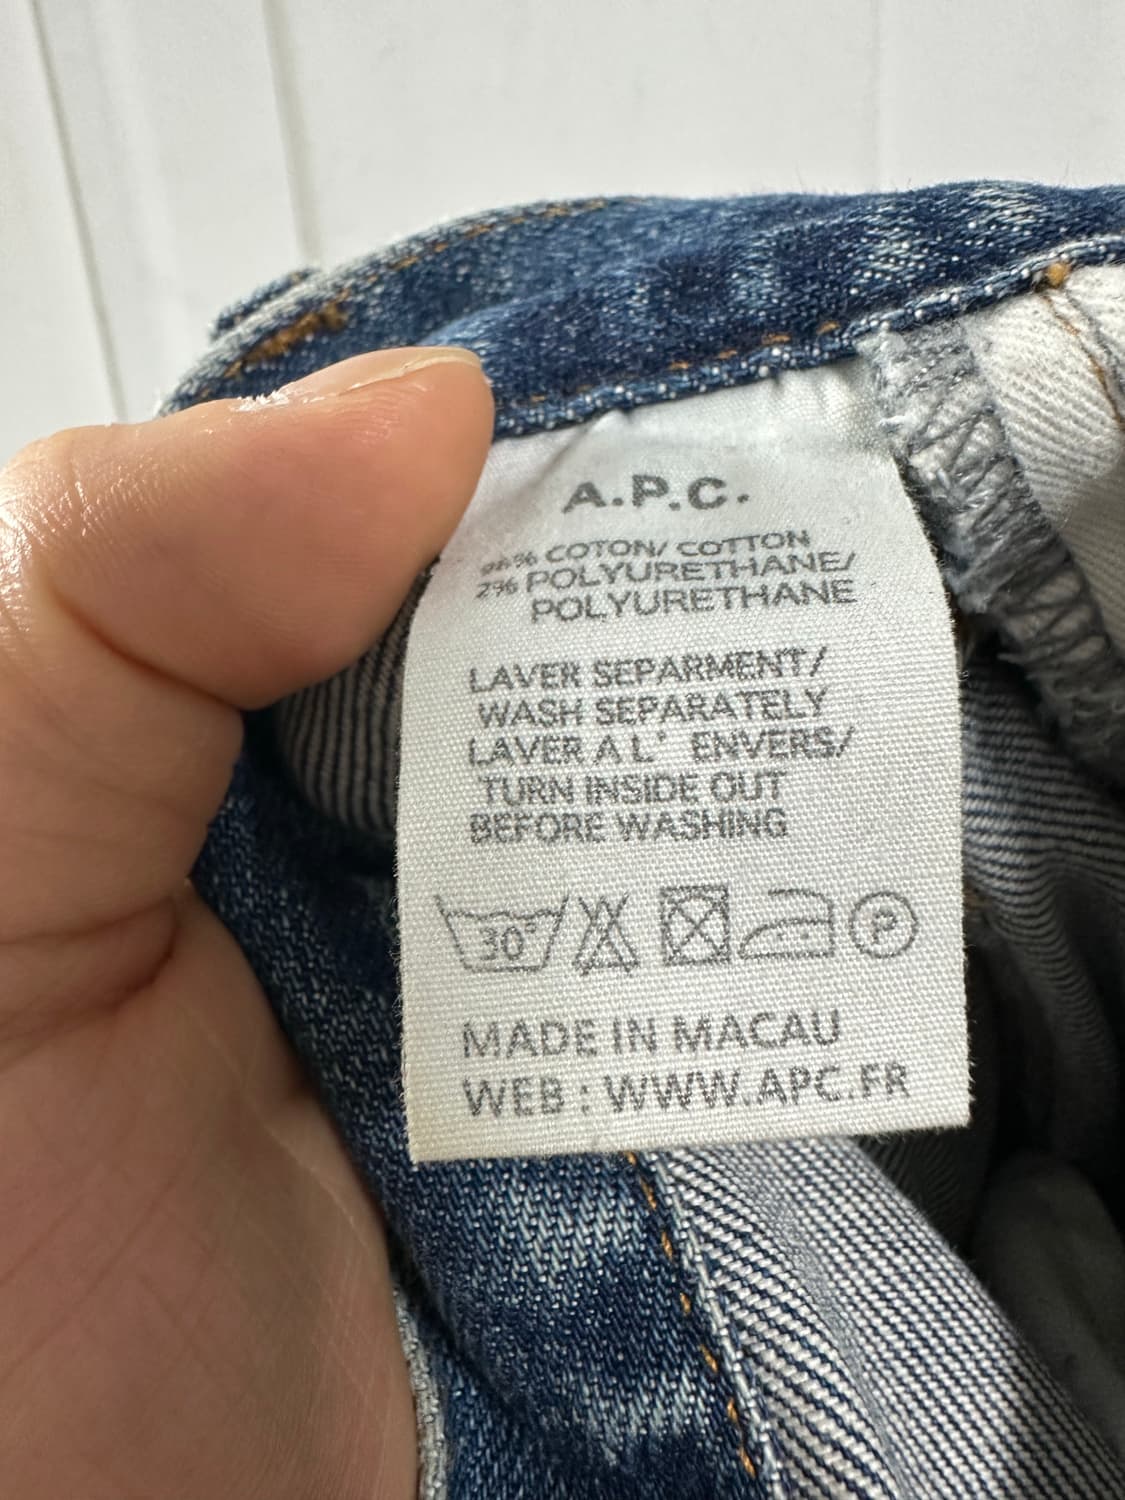 A.P.C.
COTON/ COTTON
2% POLYURETHANE/
POLYURETHANE
LAVER SEPARMENT/
WASH SEPARATELY
LAVER A L' ENVERS/
TURN INSIDE OUT
BEFORE WASHING
30° P
MADE IN MACAU
WEB : WWW.APC.FR